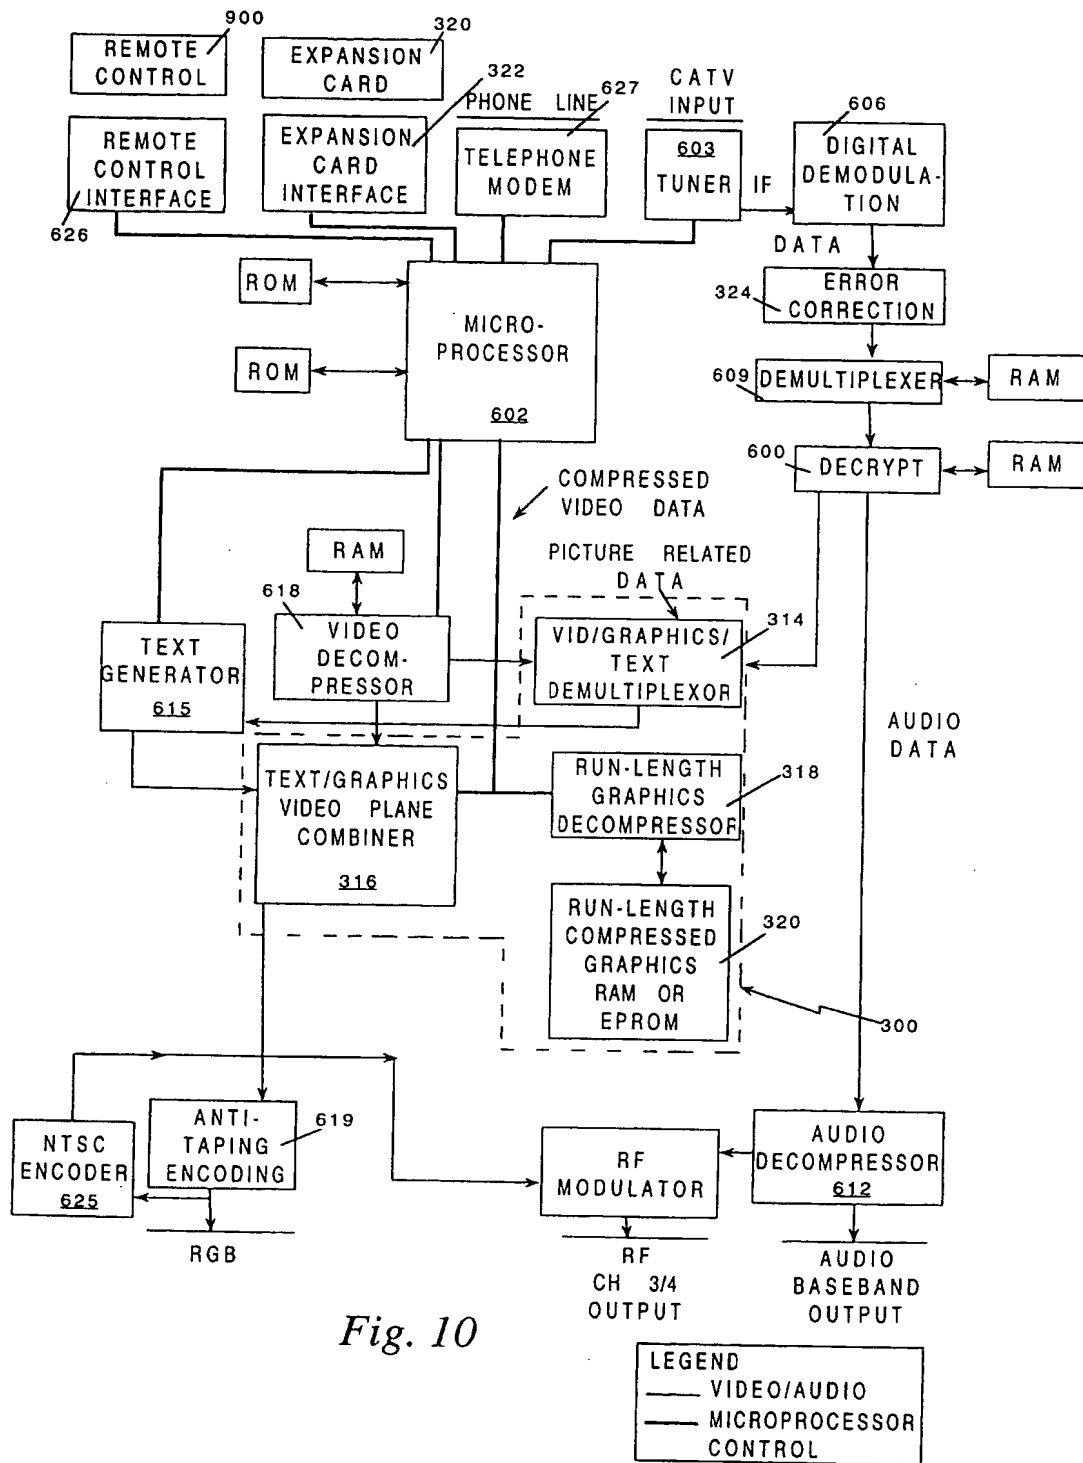 900
REMOTE
CONTROL
320
EXPANSION
CARD
322
PHONE LINE
627
CATV
INPUT
606
REMOTE
CONTROL
INTERFACE
626
EXPANSION
CARD
INTERFACE
TELEPHONE
MODEM
603
TUNER
IF
DIGITAL
DEMODULA-
TION
DATA
ROM
ROM
MICRO-
PROCESSOR
602
324
ERROR
CORRECTION
609
DEMULTIPLEXER
RAM
600
DECRYPT
RAM
COMPRESSED
VIDEO DATA
RAM
PICTURE RELATED
DATA
618
VIDEO
DECOM-
PRESSOR
314
VID/GRAPHICS/
TEXT
DEMULTIPLEXOR
TEXT
GENERATOR
615
AUDIO
DATA
TEXT/GRAPHICS
VIDEO PLANE
COMBINER
316
RUN-LENGTH
GRAPHICS
DECOMPRESSOR
318
RUN-LENGTH
COMPRESSED
GRAPHICS
RAM OR
EPROM
320
300
NTSC
ENCODER
625
ANTI-
TAPING
ENCODING
619
RF
MODULATOR
AUDIO
DECOMPRESSOR
612
RGB
RF
CH 3/4
OUTPUT
AUDIO
BASEBAND
OUTPUT
Fig. 10
LEGEND
VIDEO/AUDIO
MICROPROCESSOR
CONTROL